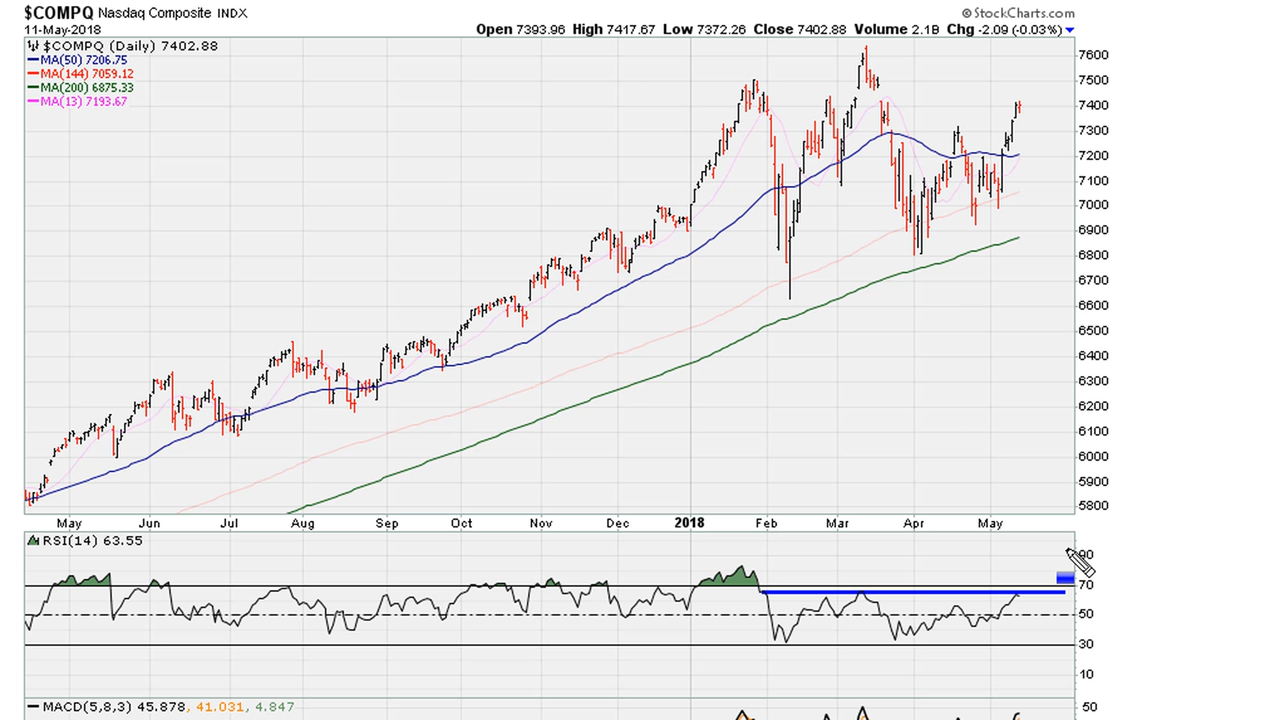 $COMPQ Nasdaq Composite INDX
© StockCharts.com
11-May-2018
Open 7393.96 High 7417.67 Low 7372.26 Close 7402.88 Volume 2.1B Chg -2.09 (-0.03%)
$COMPQ (Daily) 7402.88
MA(50) 7206.75
MA(144) 7059.12
MA(200) 6875.33
MA(13) 7193.67
7600
7500
7400
7300
7200
7100
7000
6900
6800
6700
6600
6500
6400
6300
6200
6100
6000
5900
5800
May Jun Jul Aug Sep Oct Nov Dec 2018 Feb Mar Apr May
RSI(14) 63.55
90
70
50
30
10
MACD(5,8,3) 45.878, 41.031, 4.847
50